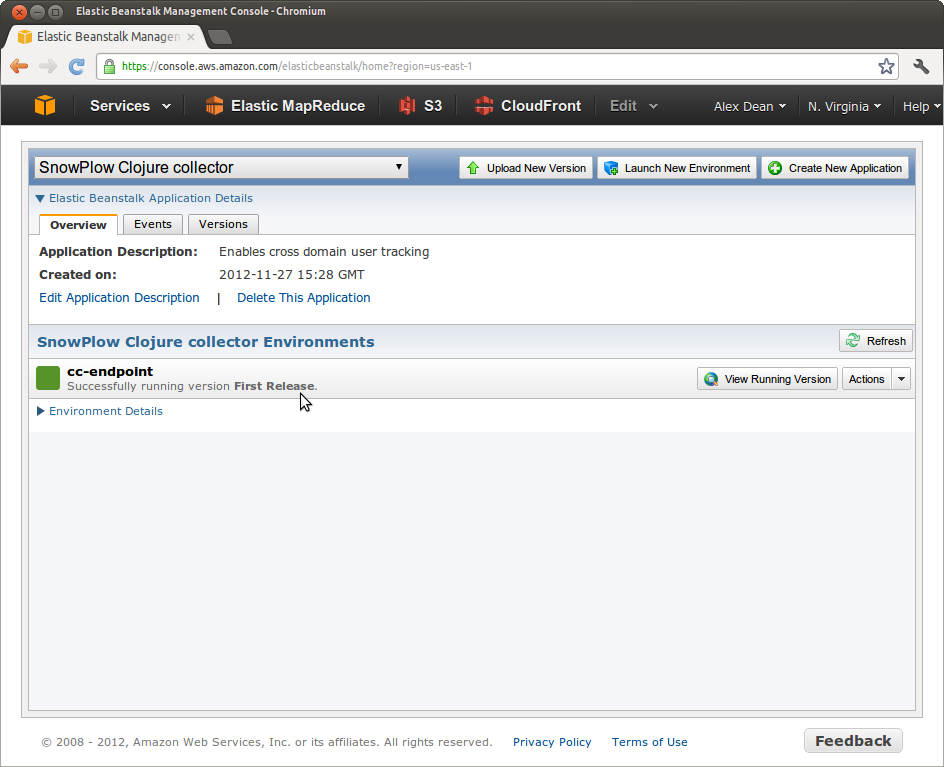 Elastic Beanstalk Management Console - Chromium
Elastic Beanstalk Managen
https://console.aws.amazon.com/elasticbeanstalk/home?region=us-east-1
Services Elastic MapReduce S3 CloudFront Edit Alex Dean N. Virginia Help
SnowPlow Clojure collector Upload New Version Launch New Environment Create New Application
Elastic Beanstalk Application Details
Overview Events Versions
Application Description: Enables cross domain user tracking
Created on: 2012-11-27 15:28 GMT
Edit Application Description | Delete This Application
SnowPlow Clojure collector Environments Refresh
cc-endpoint
Successfully running version First Release.
View Running Version Actions
Environment Details
© 2008 - 2012, Amazon Web Services, Inc. or its affiliates. All rights reserved. Privacy Policy Terms of Use Feedback